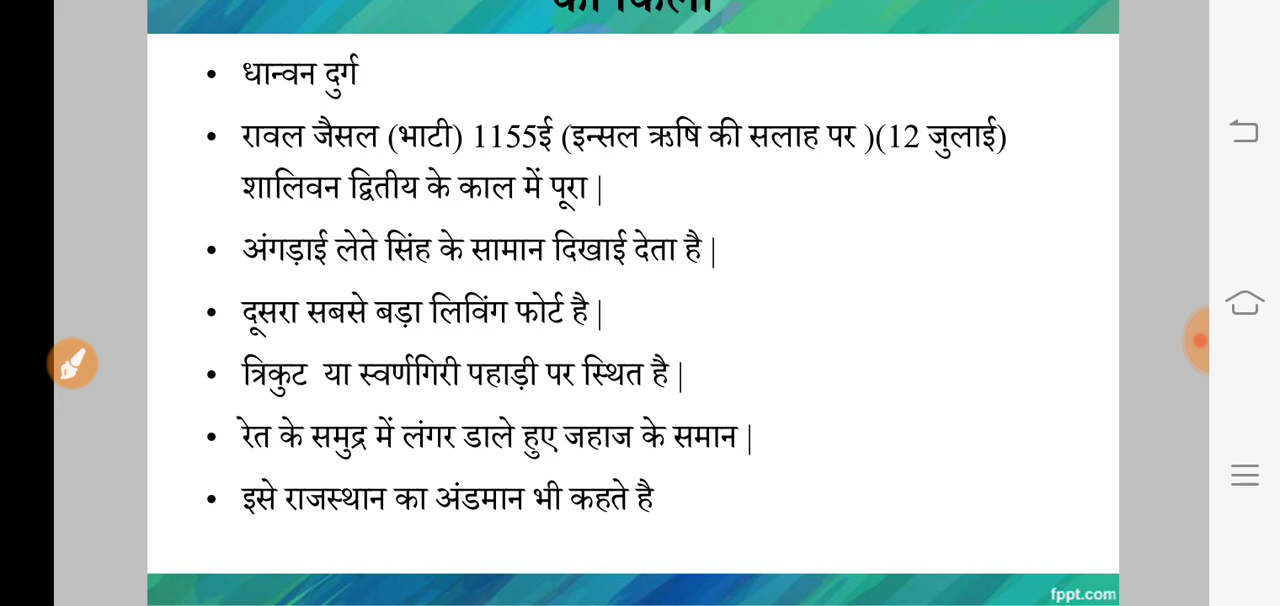 • धान्वन दुर्ग
• रावल जैसल (भाटी) 1155ई (इन्सल ऋषि की सलाह पर )(12 जुलाई)
शालिवन द्वितीय के काल में पूरा |
• अंगड़ाई लेते सिंह के सामान दिखाई देता है |
• दूसरा सबसे बड़ा लिविंग फोर्ट है |
• त्रिकुट या स्वर्णगिरी पहाड़ी पर स्थित है |
• रेत के समुद्र में लंगर डाले हुए जहाज के समान |
• इसे राजस्थान का अंडमान भी कहते है
fppt.com